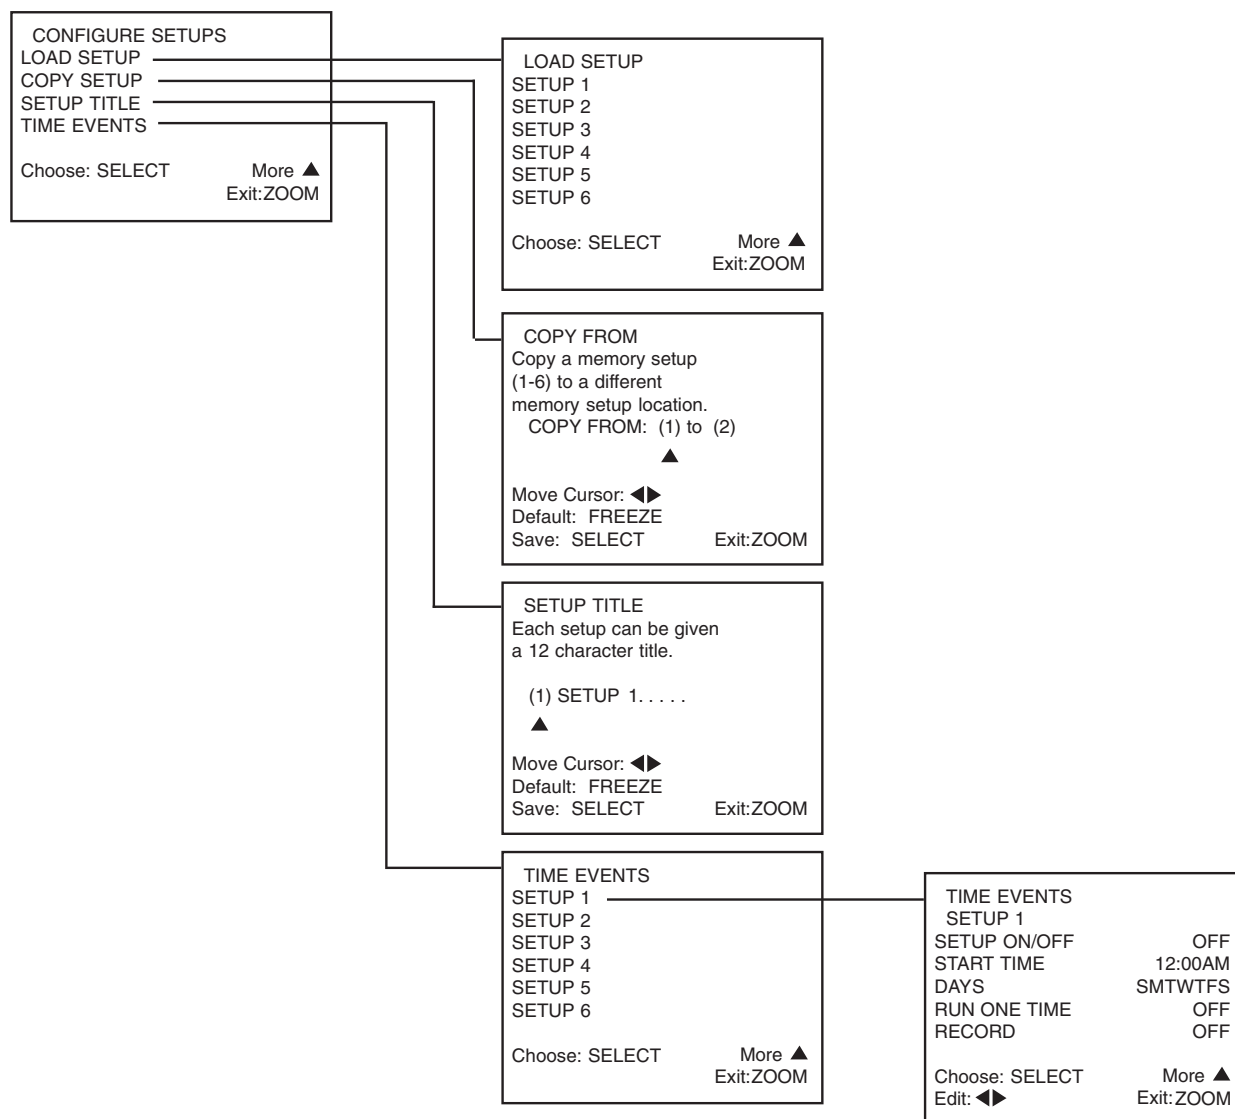 CONFIGURE SETUPS
LOAD SETUP
COPY SETUP
SETUP TITLE
TIME EVENTS
Choose: SELECT More ▲
Exit:ZOOM
LOAD SETUP
SETUP 1
SETUP 2
SETUP 3
SETUP 4
SETUP 5
SETUP 6
Choose: SELECT More ▲
Exit:ZOOM
COPY FROM
Copy a memory setup
(1-6) to a different
memory setup location.
COPY FROM: (1) to (2)
▲
Move Cursor: ◀▶
Default: FREEZE
Save: SELECT Exit:ZOOM
SETUP TITLE
Each setup can be given
a 12 character title.
(1) SETUP 1. . . . .
▲
Move Cursor: ◀▶
Default: FREEZE
Save: SELECT Exit:ZOOM
TIME EVENTS
SETUP 1
SETUP 2
SETUP 3
SETUP 4
SETUP 5
SETUP 6
Choose: SELECT More ▲
Exit:ZOOM
TIME EVENTS
SETUP 1
SETUP ON/OFF OFF
START TIME 12:00AM
DAYS SMTWTFS
RUN ONE TIME OFF
RECORD OFF
Choose: SELECT More ▲
Edit: ◀▶ Exit:ZOOM